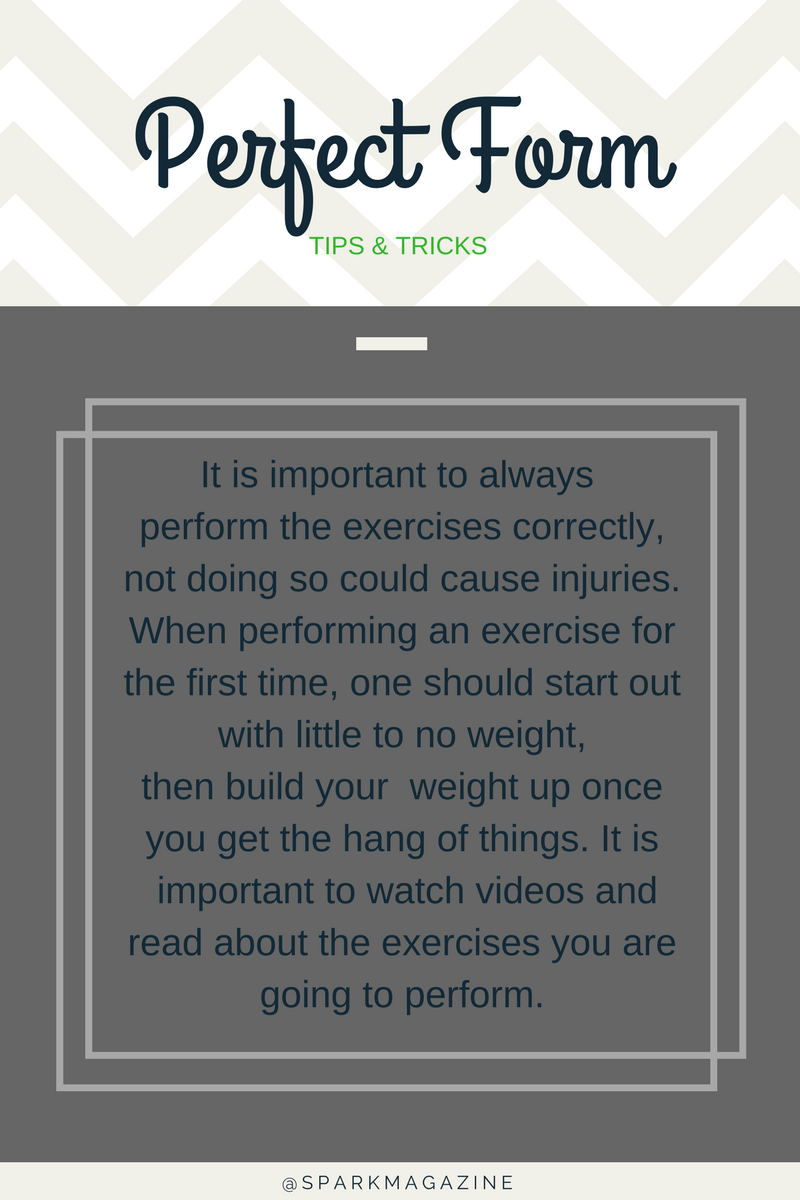 Perfect Form
TIPS & TRICKS
It is important to always
perform the exercises correctly,
not doing so could cause injuries.
When performing an exercise for
the first time, one should start out
with little to no weight,
then build your  weight up once
you get the hang of things. It is
important to watch videos and
read about the exercises you are
going to perform.
@SPARKMAGAZINE